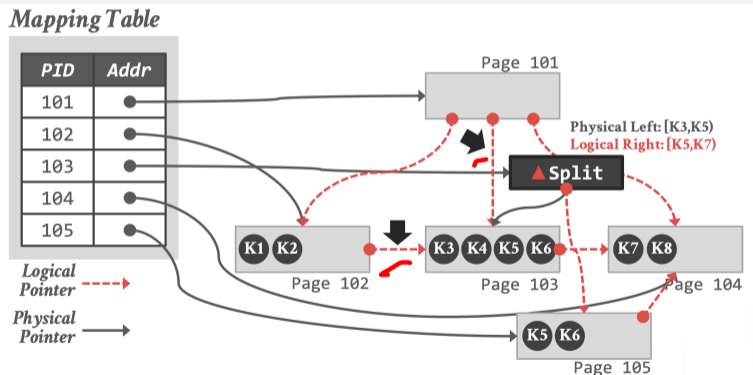 Mapping Table
PID Addr
101
102
103
104
105
Page 101
Physical Left: [K3,K5)
Logical Right: [K5,K7)
▲Split
K1 K2
Page 102
K3 K4 K5 K6
Page 103
K7 K8
Page 104
K5 K6
Page 105
Logical
Pointer
Physical
Pointer